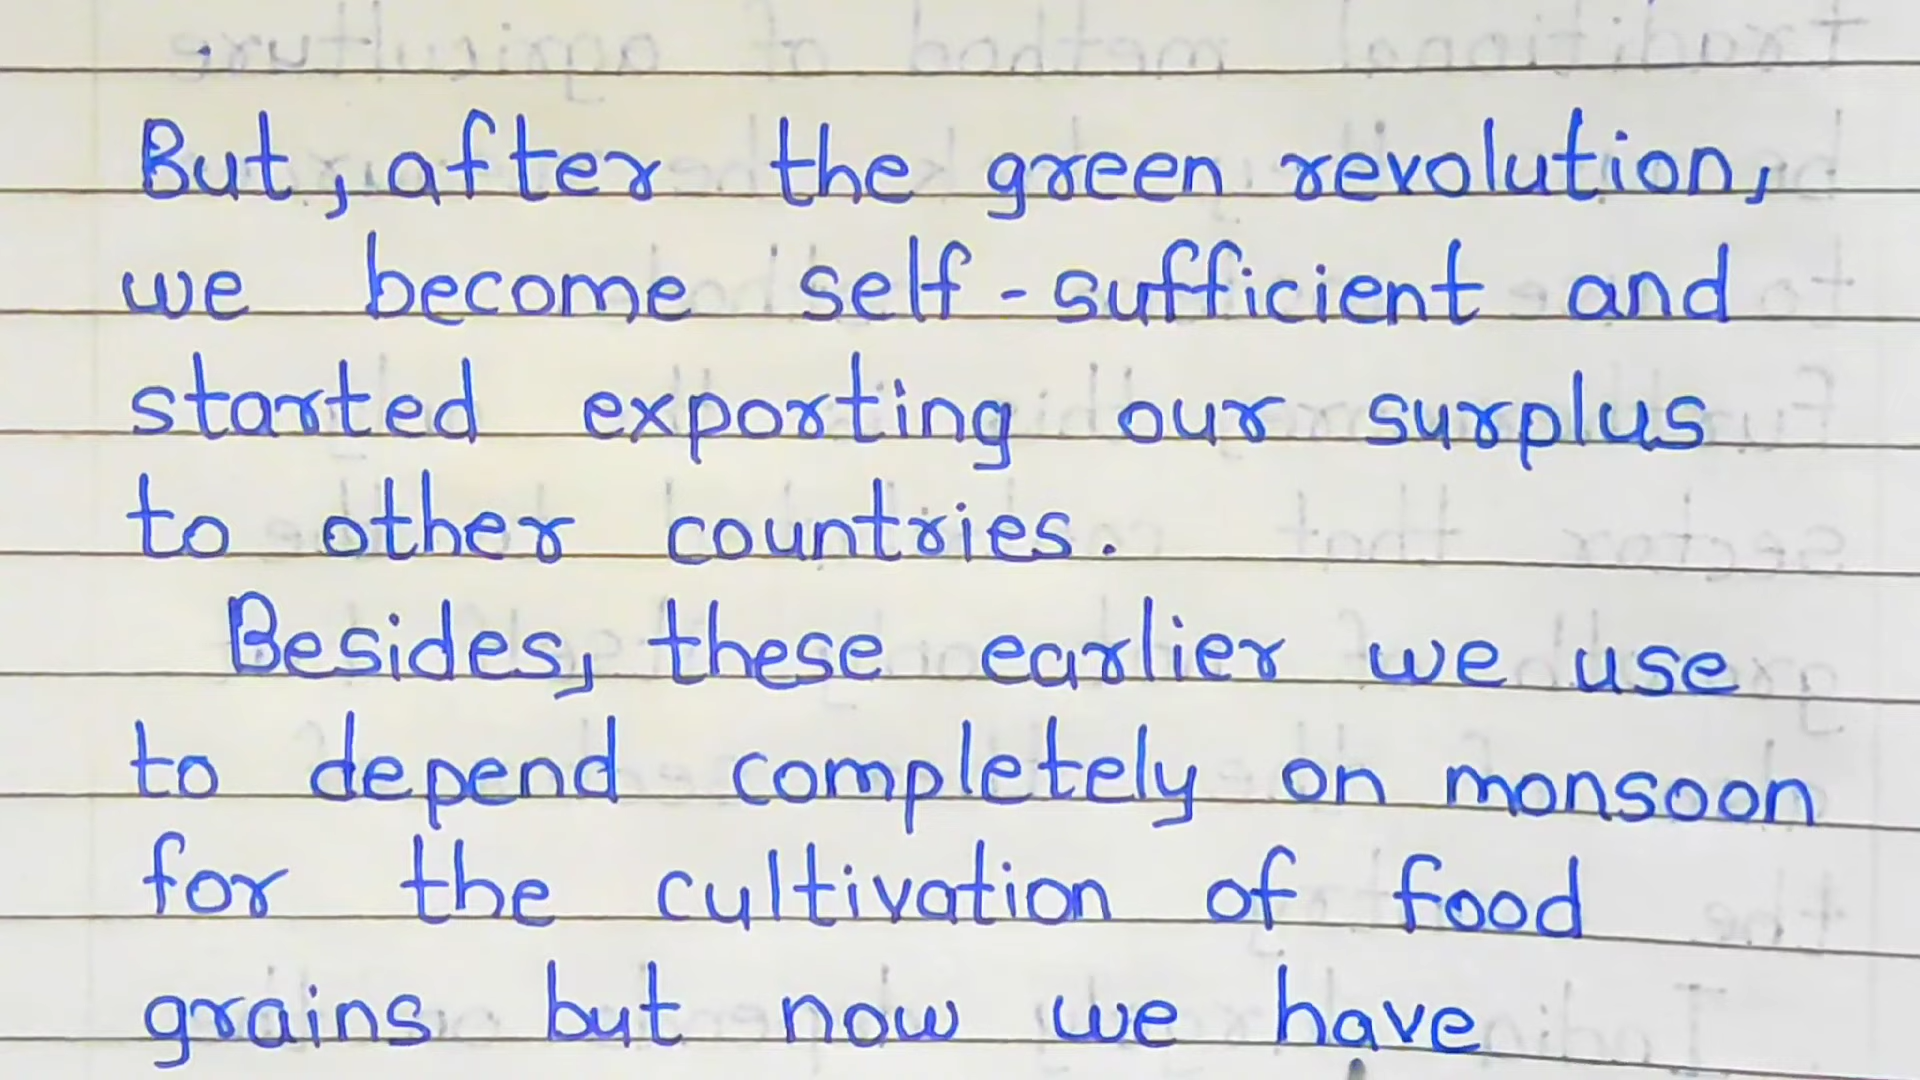 But, after the green revolution,
we become self-sufficient and
started exporting our surplus
to other countries.
Besides, these earlier we use
to depend completely on monsoon
for the cultivation of food
grains but now we have